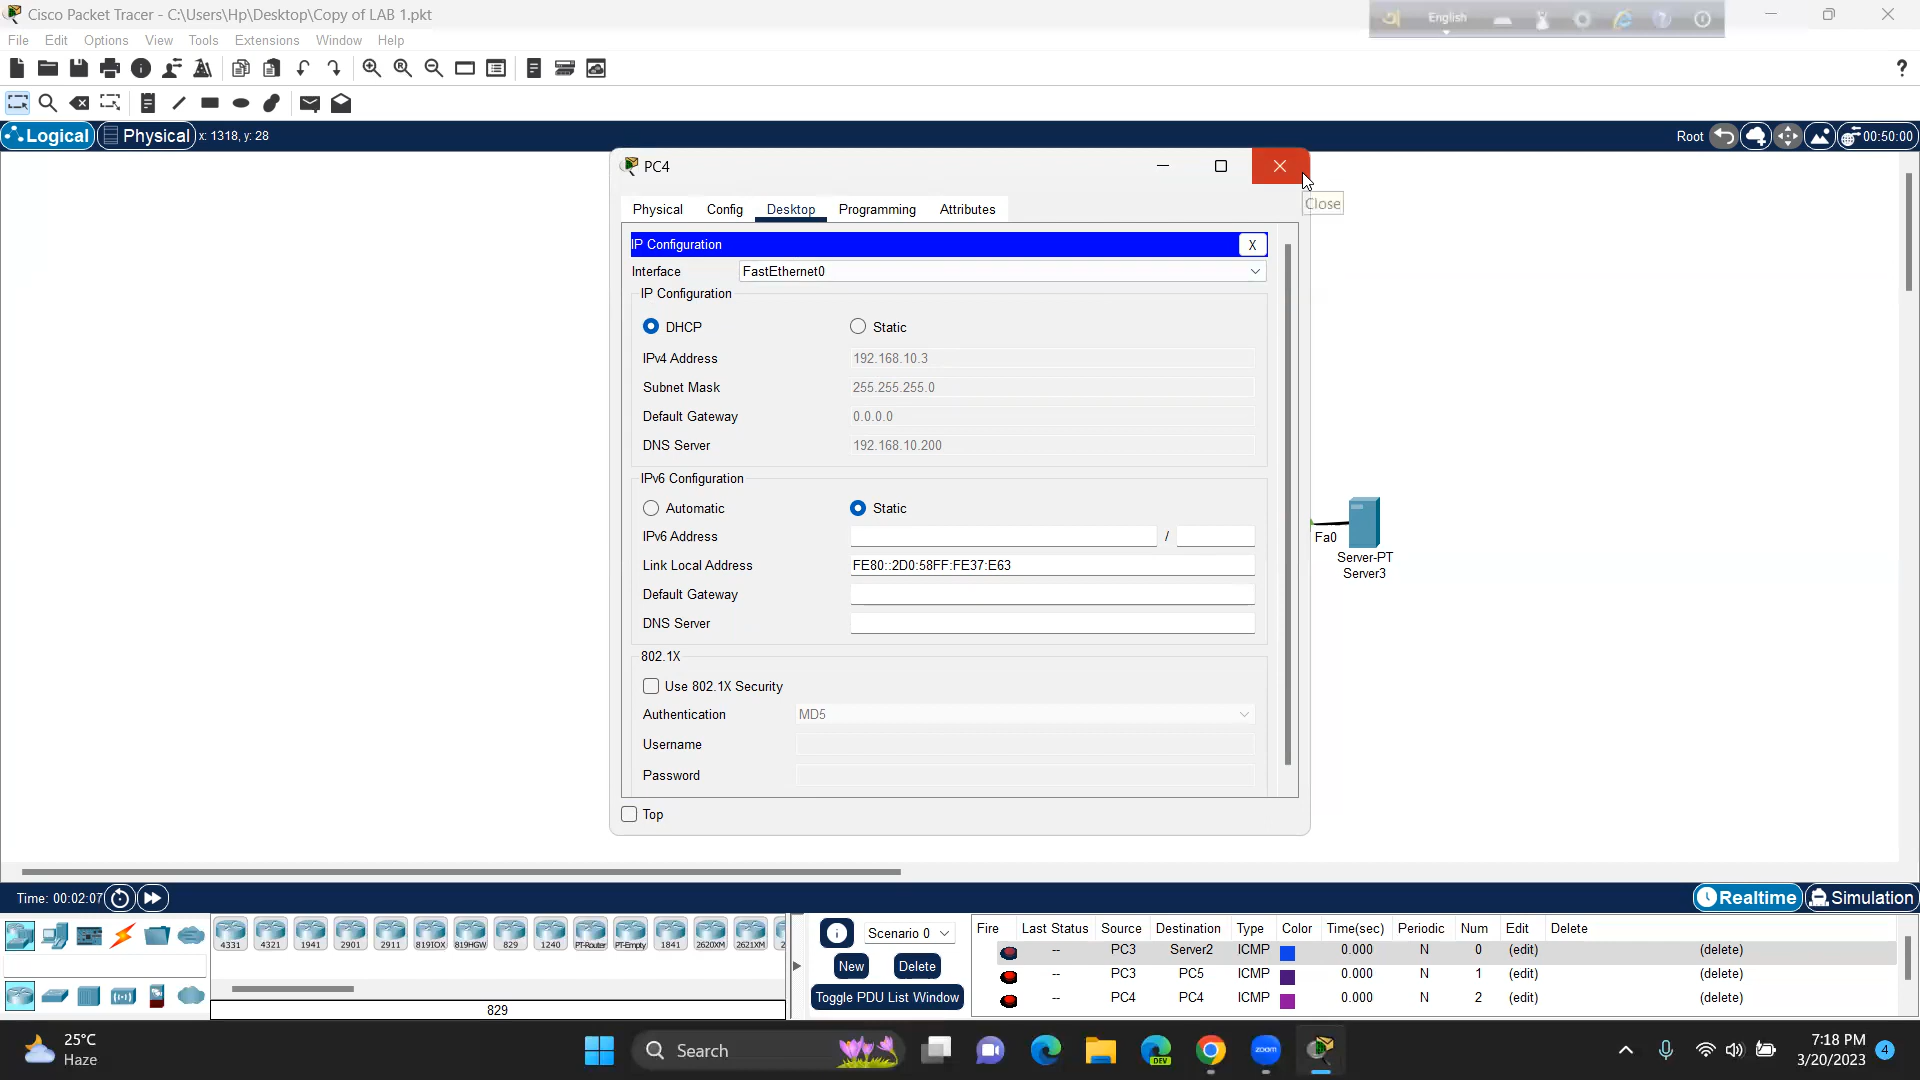 Cisco Packet Tracer - C:\Users\Hp\Desktop\Copy of LAB 1.pkt
English
File Edit Options View Tools Extensions Window Help
?
Logical Physical x: 1318, y: 28
Root 00:50:00
PC4
Close
Physical Config Desktop Programming Attributes
IP Configuration X
Interface FastEthernet0
IP Configuration
DHCP Static
IPv4 Address 192.168.10.3
Subnet Mask 255.255.255.0
Default Gateway 0.0.0.0
DNS Server 192.168.10.200
IPv6 Configuration
Automatic Static
IPv6 Address /
Link Local Address FE80::2D0:58FF:FE37:E63
Default Gateway
DNS Server
802.1X
Use 802.1X Security
Authentication MD5
Username
Password
Top
Fa0
Server-PT
Server3
Time: 00:02:07
Realtime Simulation
4331 4321 1941 2901 2911 819IOX 819HGW 829 1240 PT-Router PT-Empty 1841 2620XM 2621XM 2
829
Scenario 0
New Delete
Toggle PDU List Window
Fire Last Status Source Destination Type Color Time(sec) Periodic Num Edit Delete
-- PC3 Server2 ICMP 0.000 N 0 (edit) (delete)
-- PC3 PC5 ICMP 0.000 N 1 (edit) (delete)
-- PC4 PC4 ICMP 0.000 N 2 (edit) (delete)
25°C
Haze
Search
DEV
zoom
7:18 PM
3/20/2023
4